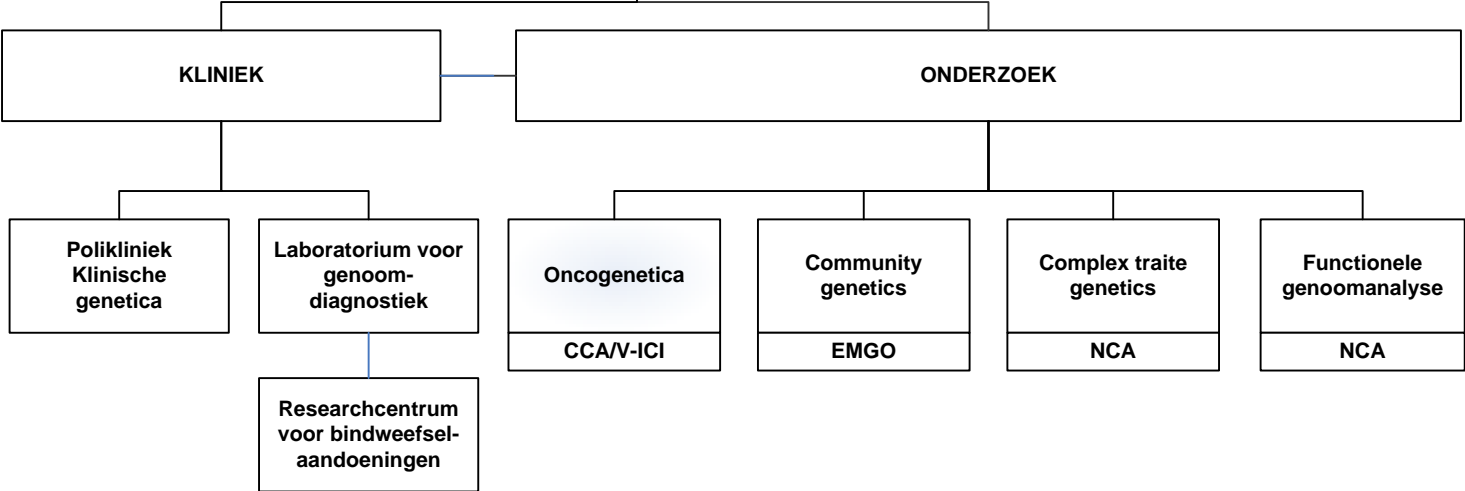 KLINIEK
ONDERZOEK
Polikliniek
Klinische
genetica
Laboratorium voor
genoom-
diagnostiek
Oncogenetica
CCA/V-ICI
Community
genetics
EMGO
Complex traite
genetics
NCA
Functionele
genoomanalyse
NCA
Researchcentrum
voor bindweefsel-
aandoeningen